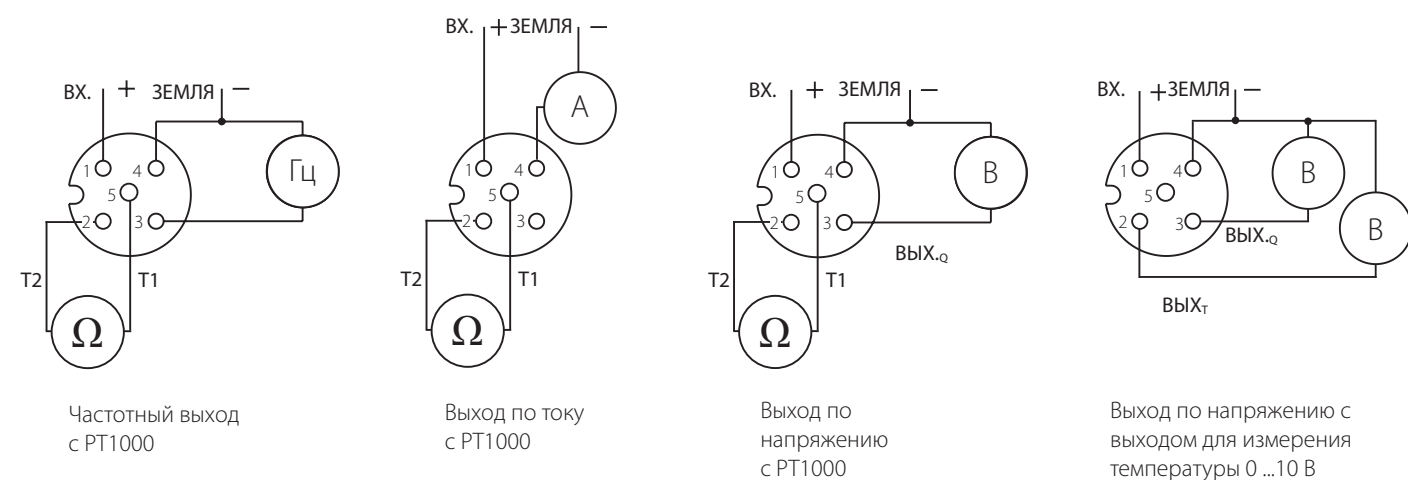 ВХ. + ЗЕМЛЯ −
1
4
5
2
3
Гц
T2
T1
Ω
Частотный выход
с PT1000
ВХ. + ЗЕМЛЯ −
A
1
4
5
2
3
T2
T1
Ω
Выход по току
с PT1000
ВХ. + ЗЕМЛЯ −
1
4
5
2
3
В
ВЫХ.Q
T2
T1
Ω
Выход по
напряжению
с PT1000
ВХ. + ЗЕМЛЯ −
1
4
5
2
3
В
В
ВЫХ.Q
ВЫХT
Выход по напряжению с
выходом для измерения
температуры 0 ...10 В